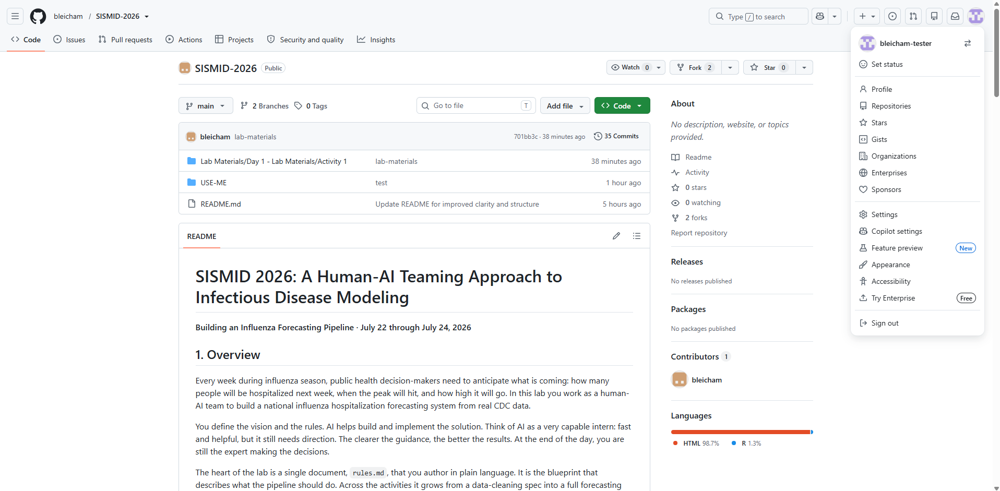 bleicham / SISMID-2026
Type / to search
Code Issues Pull requests Actions Projects Security and quality Insights
SISMID-2026 Public
Watch 0 Fork 2 Star 0
main 2 Branches 0 Tags Go to file T Add file Code
bleicham lab-materials 701bb3c · 38 minutes ago 35 Commits
Lab Materials/Day 1 - Lab Materials/Activity 1 lab-materials 38 minutes ago
USE-ME test 1 hour ago
README.md Update README for improved clarity and structure 5 hours ago
README
SISMID 2026: A Human-AI Teaming Approach to
Infectious Disease Modeling
Building an Influenza Forecasting Pipeline · July 22 through July 24, 2026
1. Overview
Every week during influenza season, public health decision-makers need to anticipate what is coming: how many
people will be hospitalized next week, when the peak will hit, and how high it will go. In this lab you work as a human-
AI team to build a national influenza hospitalization forecasting system from real CDC data.
You define the vision and the rules. AI helps build and implement the solution. Think of AI as a very capable intern: fast
and helpful, but it still needs direction. The clearer the guidance, the better the results. At the end of the day, you are
still the expert making the decisions.
The heart of the lab is a single document, rules.md, that you author in plain language. It is the blueprint that
describes what the pipeline should do. Across the activities it grows from a data-cleaning spec into a full forecasting
About
No description, website, or topics
provided.
Readme
Activity
0 stars
0 watching
2 forks
Report repository
Releases
No releases published
Packages
No packages published
Contributors 1
bleicham
Languages
HTML 98.7% R 1.3%
bleicham-tester
Set status
Profile
Repositories
Stars
Gists
Organizations
Enterprises
Sponsors
Settings
Copilot settings
Feature preview New
Appearance
Accessibility
Try Enterprise Free
Sign out